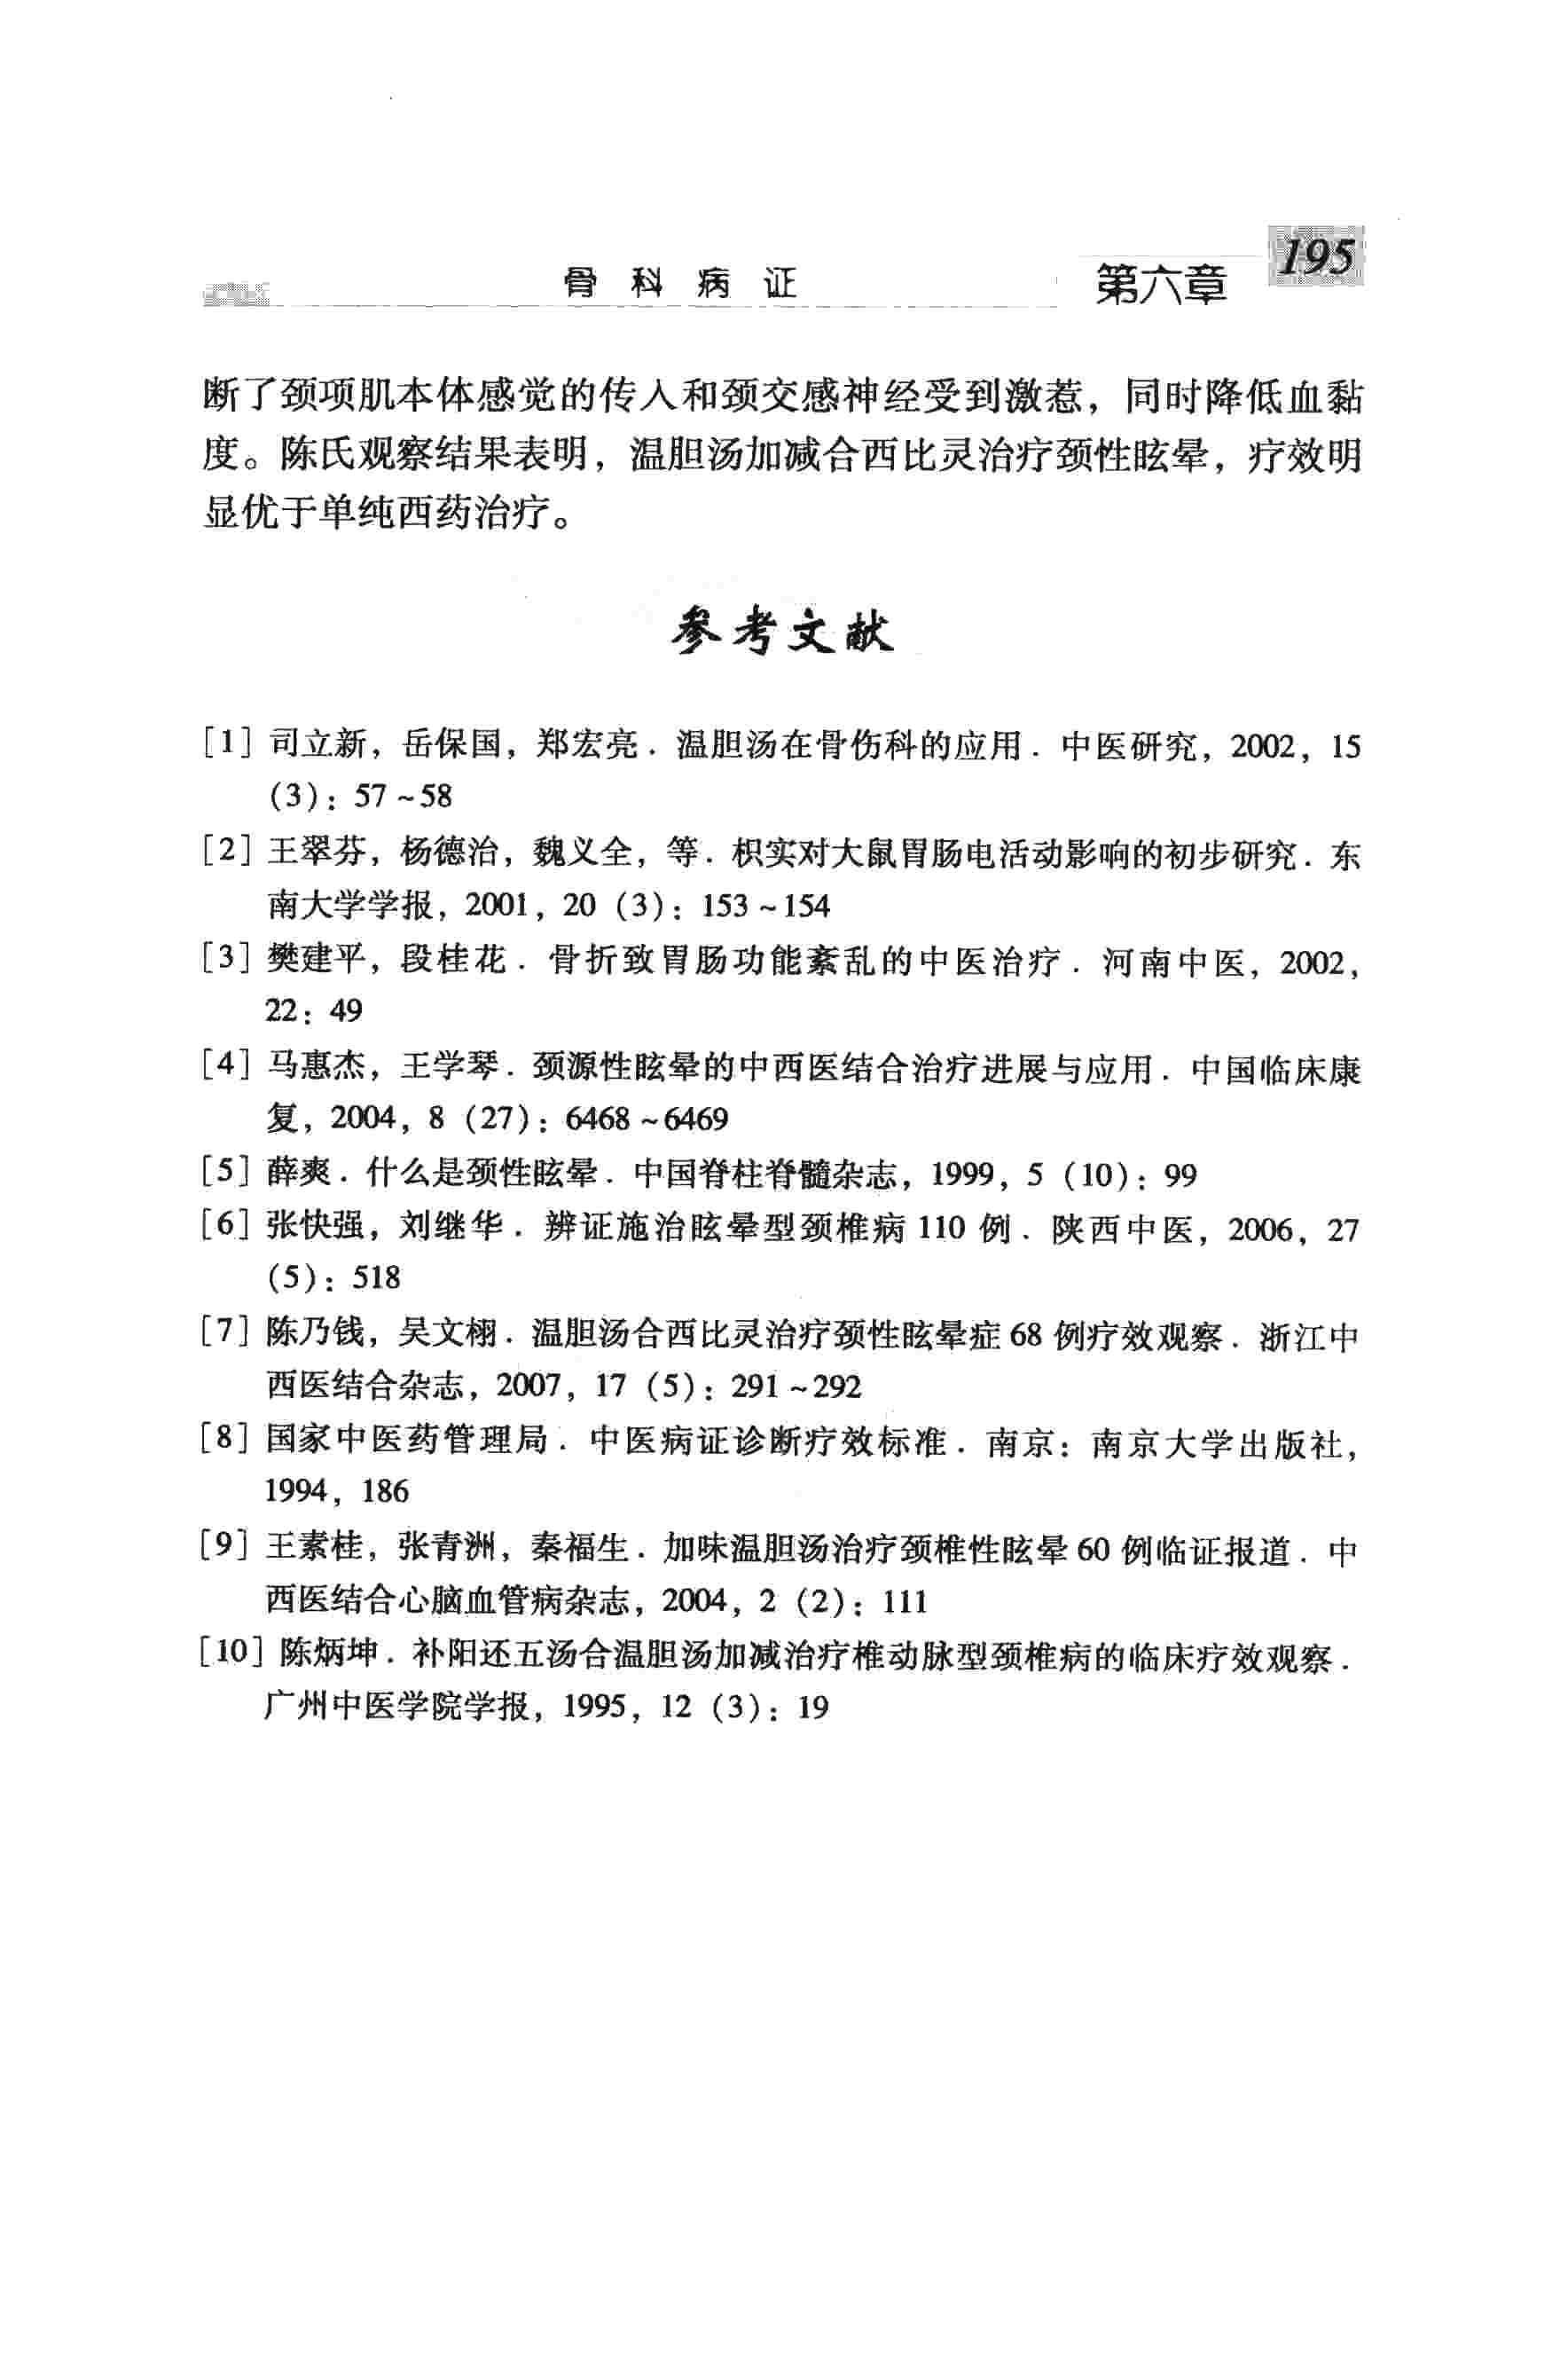 骨科病证 第六章 195
断了颈项肌本体感觉的传入和颈交感神经受到激惹，同时降低血黏
度。陈氏观察结果表明，温胆汤加减合西比灵治疗颈性眩晕，疗效明
显优于单纯西药治疗。
参考文献
[1] 司立新，岳保国，郑宏亮．温胆汤在骨伤科的应用．中医研究，2002，15
(3)：57~58
[2] 王翠芬，杨德治，魏义全，等．枳实对大鼠胃肠电活动影响的初步研究．东
南大学学报，2001，20 (3)：153~154
[3] 樊建平，段桂花．骨折致胃肠功能紊乱的中医治疗．河南中医，2002，
22：49
[4] 马惠杰，王学琴．颈源性眩晕的中西医结合治疗进展与应用．中国临床康
复，2004，8 (27)：6468~6469
[5] 薛爽．什么是颈性眩晕．中国脊柱脊髓杂志，1999，5 (10)：99
[6] 张快强，刘继华．辨证施治眩晕型颈椎病 110 例．陕西中医，2006，27
(5)：518
[7] 陈乃钱，吴文栩．温胆汤合西比灵治疗颈性眩晕症 68 例疗效观察．浙江中
西医结合杂志，2007，17 (5)：291~292
[8] 国家中医药管理局．中医病证诊断疗效标准．南京：南京大学出版社，
1994，186
[9] 王素桂，张青洲，秦福生．加味温胆汤治疗颈椎性眩晕 60 例临证报道．中
西医结合心脑血管病杂志，2004，2 (2)：111
[10] 陈炳坤．补阳还五汤合温胆汤加减治疗椎动脉型颈椎病的临床疗效观察．
广州中医学院学报，1995，12 (3)：19